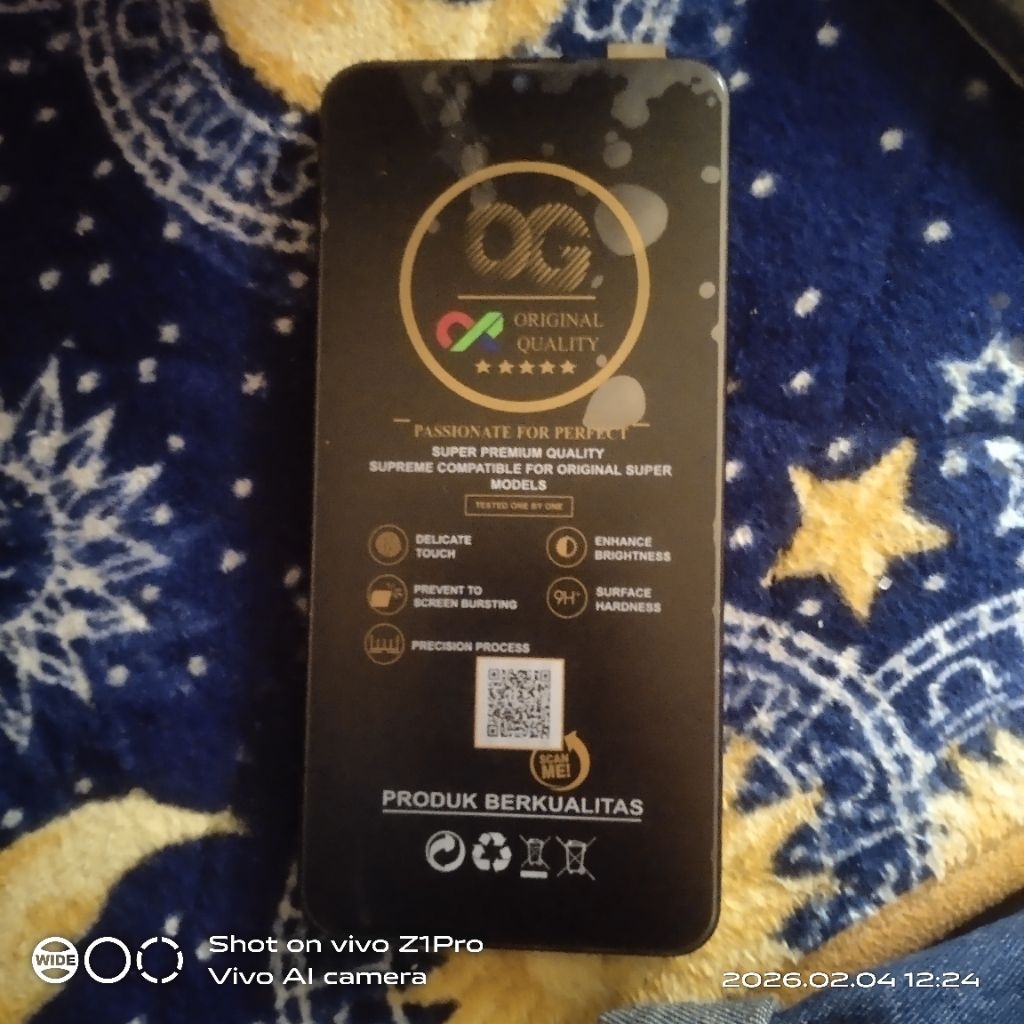 OG
ORIGINAL
QUALITY
PASSIONATE FOR PERFECT
SUPER PREMIUM QUALITY
SUPREME COMPATIBLE FOR ORIGINAL SUPER
MODELS
TESTED ONE BY ONE
DELICATE
TOUCH
ENHANCE
BRIGHTNESS
PREVENT TO
SCREEN BURSTING
9H+
SURFACE
HARDNESS
PRECISION PROCESS
SCAN
ME!
PRODUK BERKUALITAS
WIDE
Shot on vivo Z1Pro
Vivo AI camera
2026.02.04 12:24